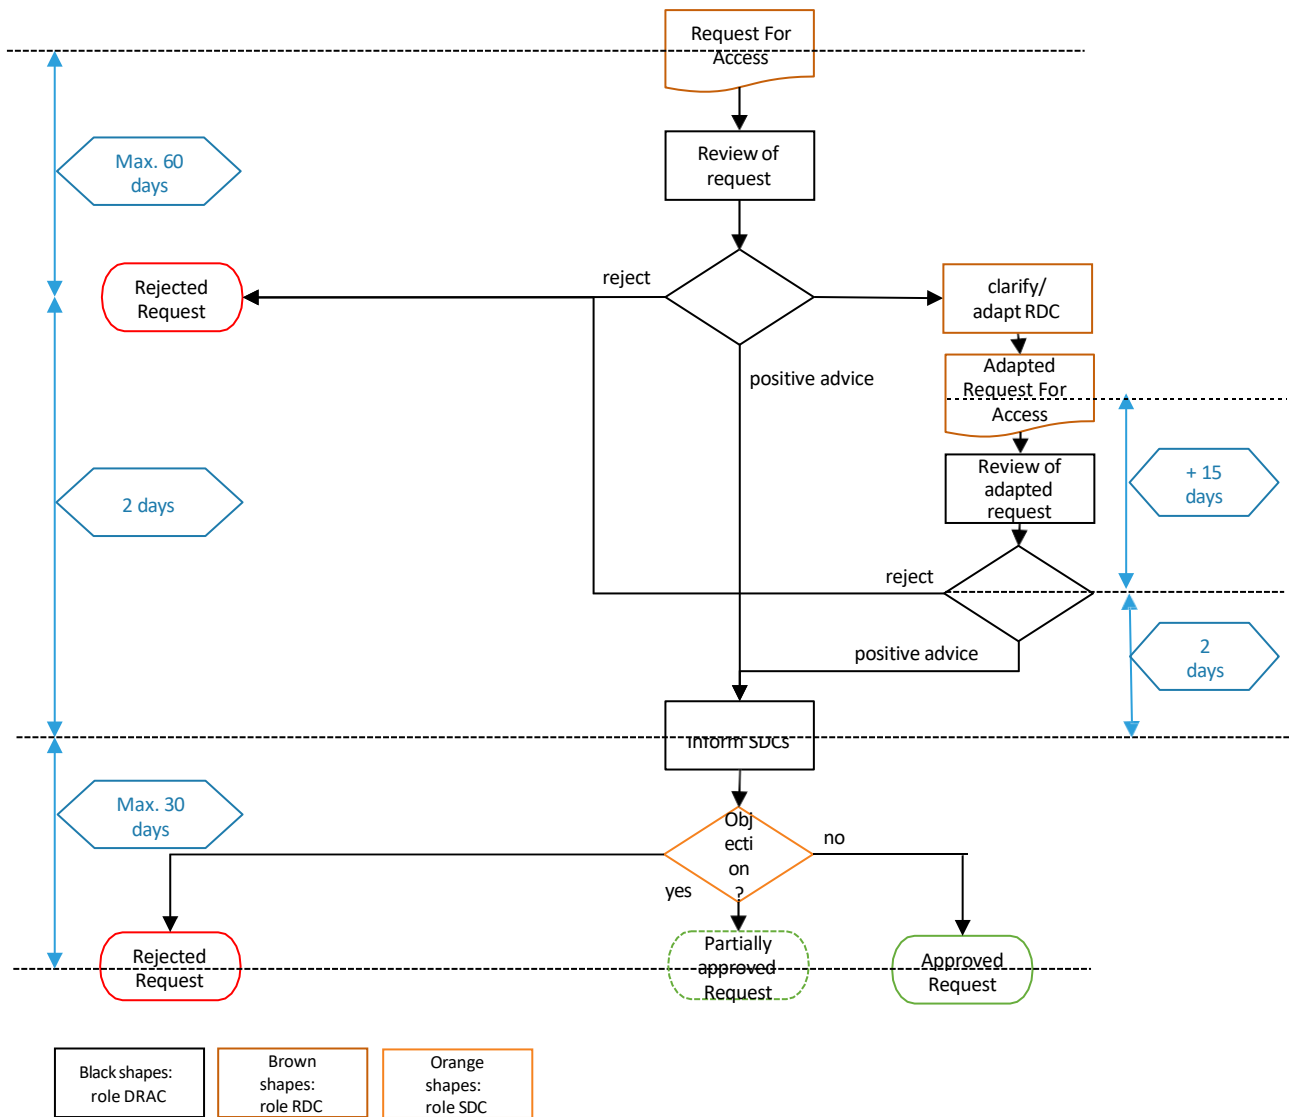 Request For
Access
Max. 60
days
Review of
request
reject
Rejected
Request
clarify/
adapt RDC
positive advice
Adapted
Request For
Access
2 days
Review of
adapted
request
+ 15
days
reject
positive advice
2
days
Inform SDCs
Max. 30
days
Obj
ecti
on
?
no
yes
Rejected
Request
Partially
approved
Request
Approved
Request
Black shapes:
role DRAC
Brown
shapes:
role RDC
Orange
shapes:
role SDC